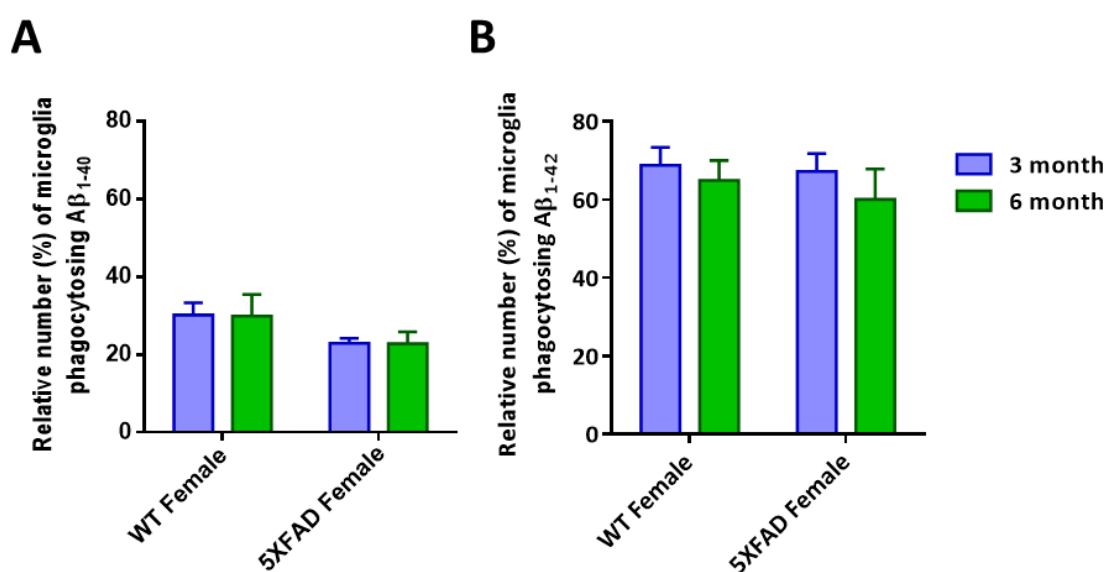 A
Relative number (%) of microglia
phagocytosing Aβ1-40
80
60
40
20
0
WT Female
5XFAD Female
B
Relative number (%) of microglia
phagocytosing Aβ1-42
80
60
40
20
0
WT Female
5XFAD Female
3 month
6 month